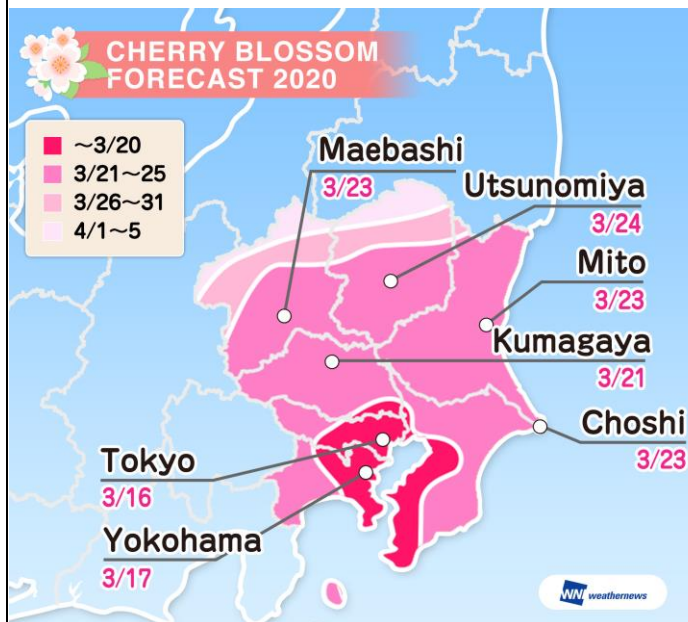 CHERRY BLOSSOM
FORECAST 2020
～3/20
3/21～25
3/26～31
4/1～5
Maebashi
3/23
Utsunomiya
3/24
Mito
3/23
Kumagaya
3/21
Choshi
3/23
Tokyo
3/16
Yokohama
3/17
WNI weathernews